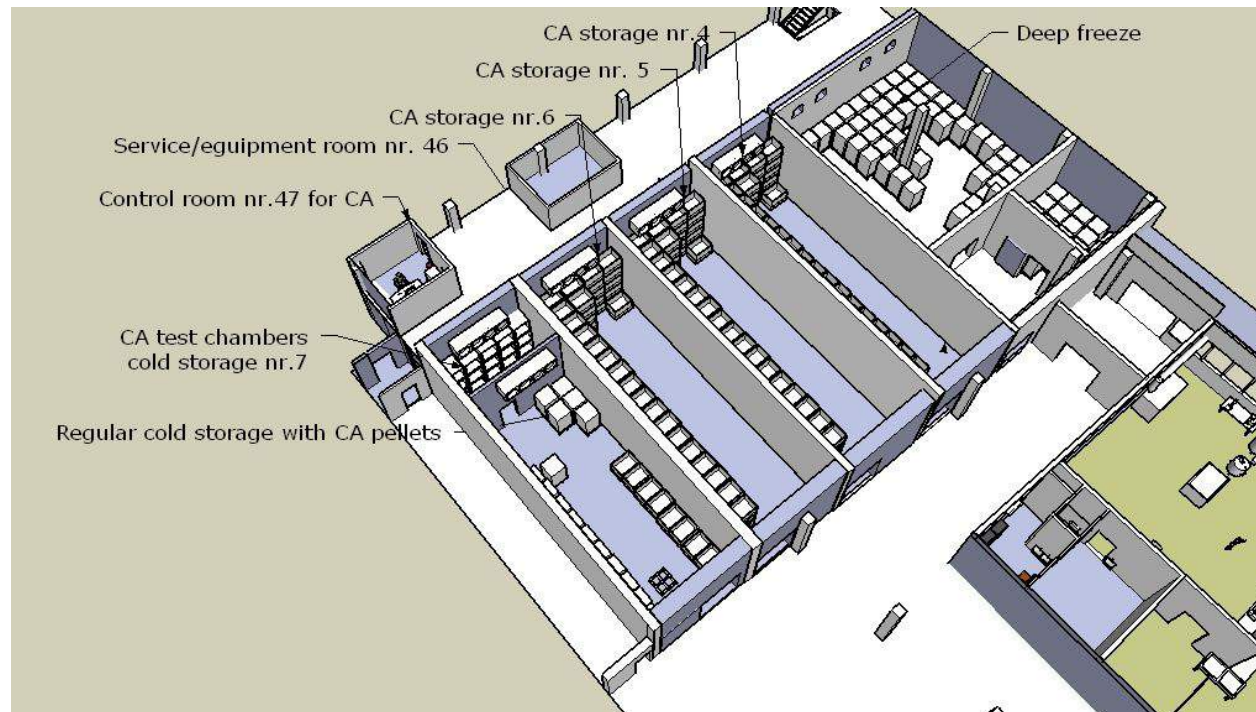 CA storage nr.4
Deep freeze
CA storage nr. 5
CA storage nr.6
Service/eguipment room nr. 46
Control room nr.47 for CA
CA test chambers
cold storage nr.7
Regular cold storage with CA pellets